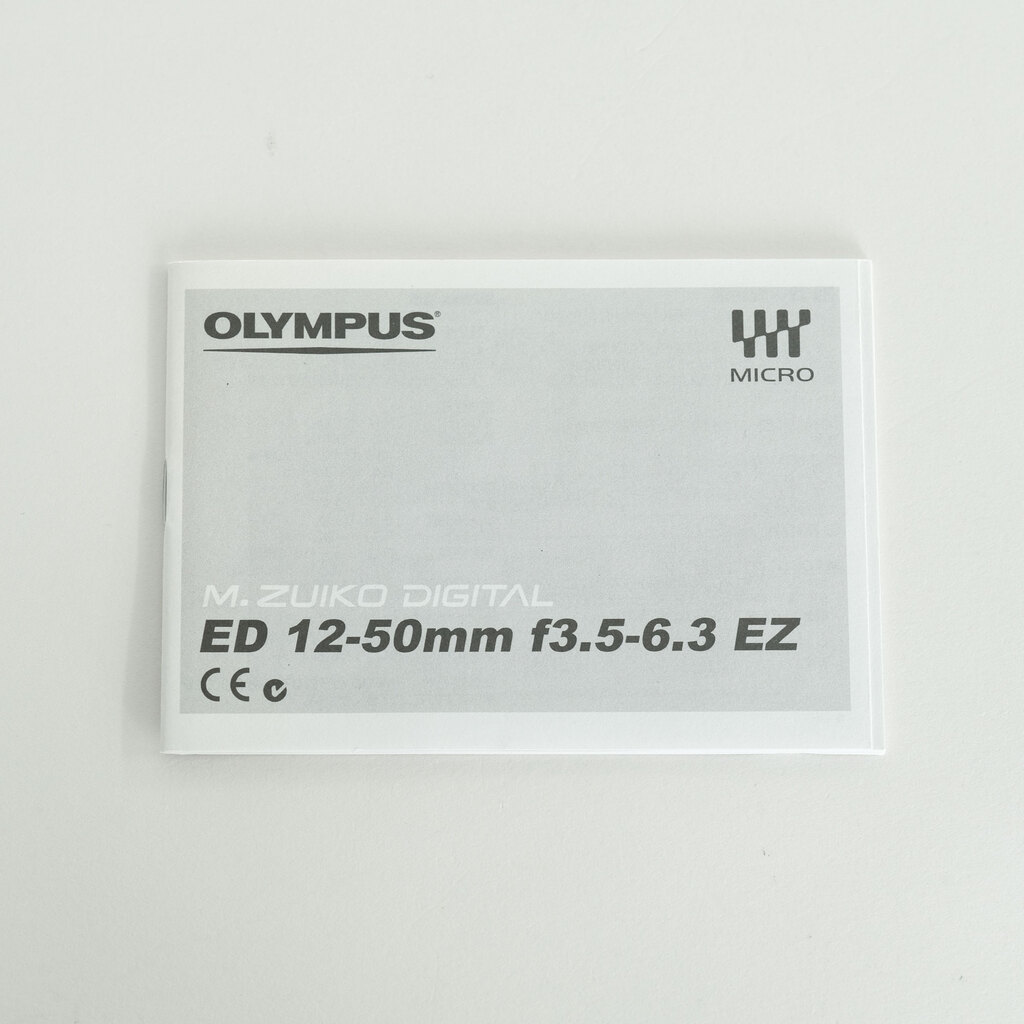 OLYMPUS®
MICRO
M. ZUIKO DIGITAL
ED 12-50mm f3.5-6.3 EZ
CE